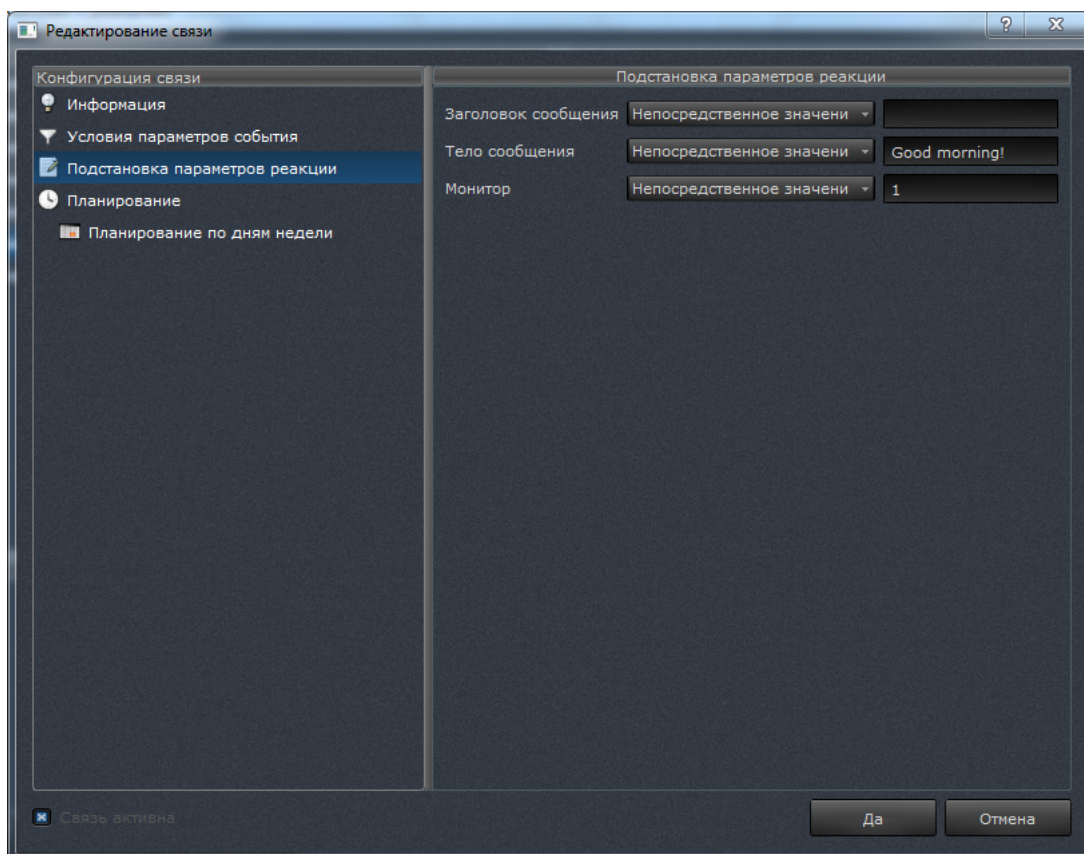 Редактирование связи
Конфигурация связи
Информация
Условия параметров события
Подстановка параметров реакции
Планирование
Планирование по дням недели
Подстановка параметров реакции
Заголовок сообщения Непосредственное значени
Тело сообщения Непосредственное значени Good morning!
Монитор Непосредственное значени 1
Связь активна
Да Отмена